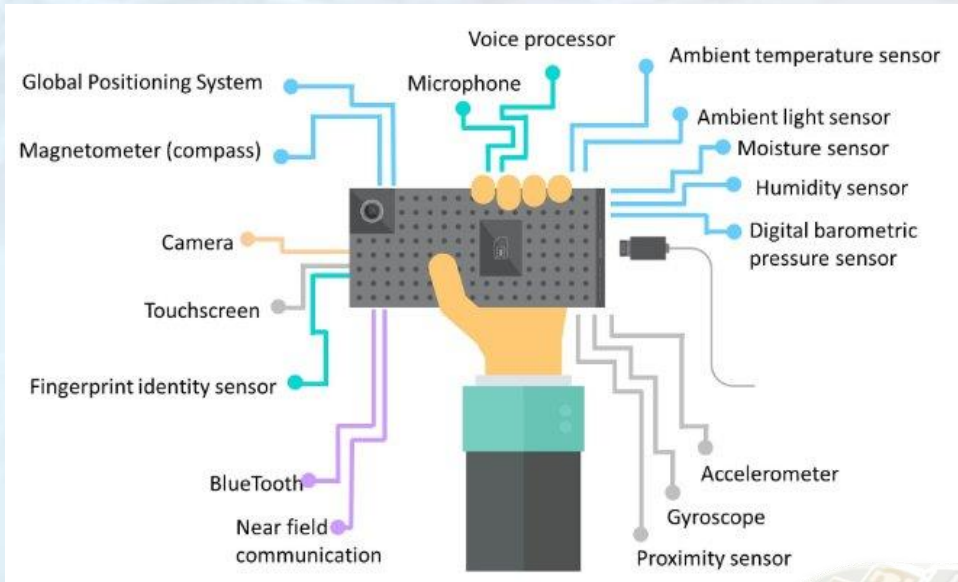 Voice processor
Ambient temperature sensor
Global Positioning System
Microphone
Ambient light sensor
Magnetometer (compass)
Moisture sensor
Humidity sensor
Camera
Digital barometric
pressure sensor
Touchscreen
Fingerprint identity sensor
Accelerometer
BlueTooth
Gyroscope
Near field
communication
Proximity sensor